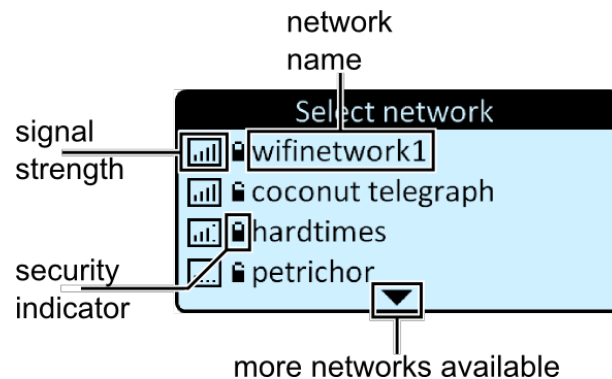 network
name
Select network
signal
strength
wifinetwork1
coconut telegraph
hardtimes
security
indicator
petrichor
more networks available